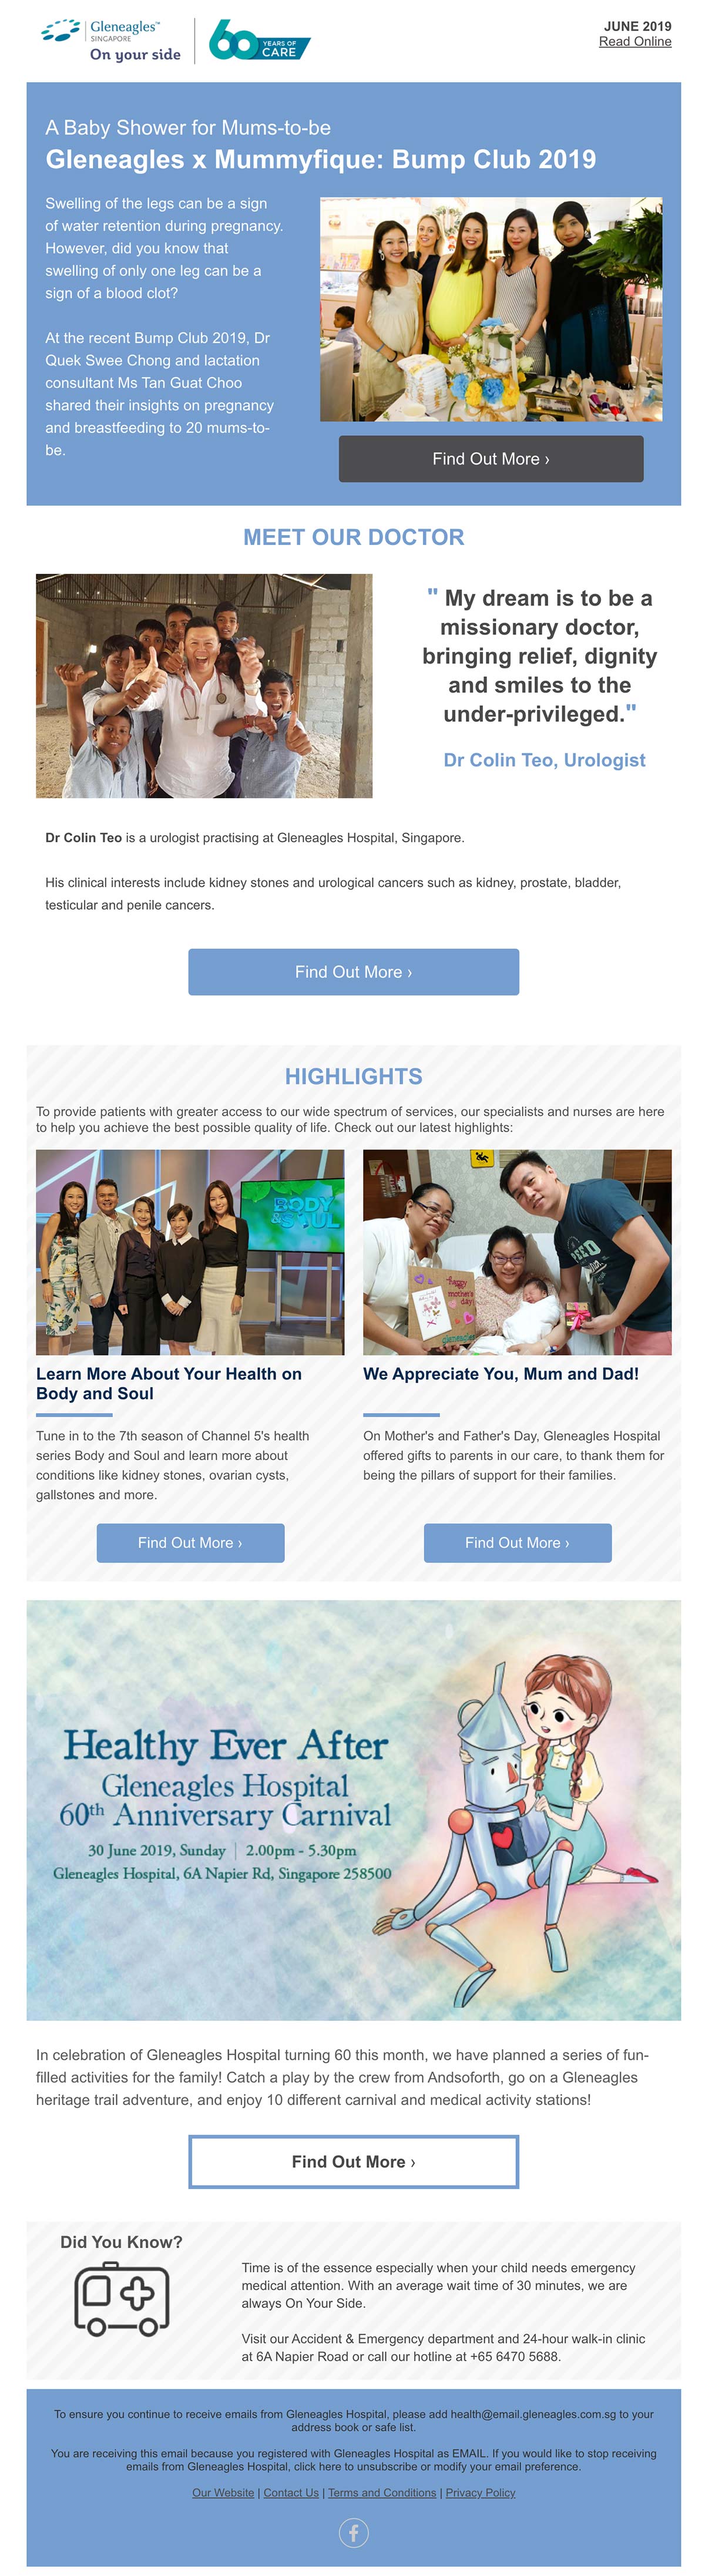 Gleneagles™
SINGAPORE
On your side
60 YEARS OF
CARE
JUNE 2019
Read Online
A Baby Shower for Mums-to-be
Gleneagles x Mummyfique: Bump Club 2019
Swelling of the legs can be a sign
of water retention during pregnancy.
However, did you know that
swelling of only one leg can be a
sign of a blood clot?
At the recent Bump Club 2019, Dr
Quek Swee Chong and lactation
consultant Ms Tan Guat Choo
shared their insights on pregnancy
and breastfeeding to 20 mums-to-
be.
Find Out More ›
MEET OUR DOCTOR
" My dream is to be a
missionary doctor,
bringing relief, dignity
and smiles to the
under-privileged."
Dr Colin Teo, Urologist
Dr Colin Teo is a urologist practising at Gleneagles Hospital, Singapore.
His clinical interests include kidney stones and urological cancers such as kidney, prostate, bladder,
testicular and penile cancers.
Find Out More ›
HIGHLIGHTS
To provide patients with greater access to our wide spectrum of services, our specialists and nurses are here
to help you achieve the best possible quality of life. Check out our latest highlights:
BODY
&SOUL
happy
mother's
day
gleneagles
Learn More About Your Health on
Body and Soul
Tune in to the 7th season of Channel 5's health
series Body and Soul and learn more about
conditions like kidney stones, ovarian cysts,
gallstones and more.
Find Out More ›
We Appreciate You, Mum and Dad!
On Mother's and Father's Day, Gleneagles Hospital
offered gifts to parents in our care, to thank them for
being the pillars of support for their families.
Find Out More ›
Healthy Ever After
Gleneagles Hospital
60th Anniversary Carnival
30 June 2019, Sunday | 2.00pm - 5.30pm
Gleneagles Hospital, 6A Napier Rd, Singapore 258500
In celebration of Gleneagles Hospital turning 60 this month, we have planned a series of fun-
filled activities for the family! Catch a play by the crew from Andsoforth, go on a Gleneagles
heritage trail adventure, and enjoy 10 different carnival and medical activity stations!
Find Out More ›
Did You Know?
Time is of the essence especially when your child needs emergency
medical attention. With an average wait time of 30 minutes, we are
always On Your Side.
Visit our Accident & Emergency department and 24-hour walk-in clinic
at 6A Napier Road or call our hotline at +65 6470 5688.
To ensure you continue to receive emails from Gleneagles Hospital, please add health@email.gleneagles.com.sg to your
address book or safe list.
You are receiving this email because you registered with Gleneagles Hospital as EMAIL. If you would like to stop receiving
emails from Gleneagles Hospital, click here to unsubscribe or modify your email preference.
Our Website | Contact Us | Terms and Conditions | Privacy Policy